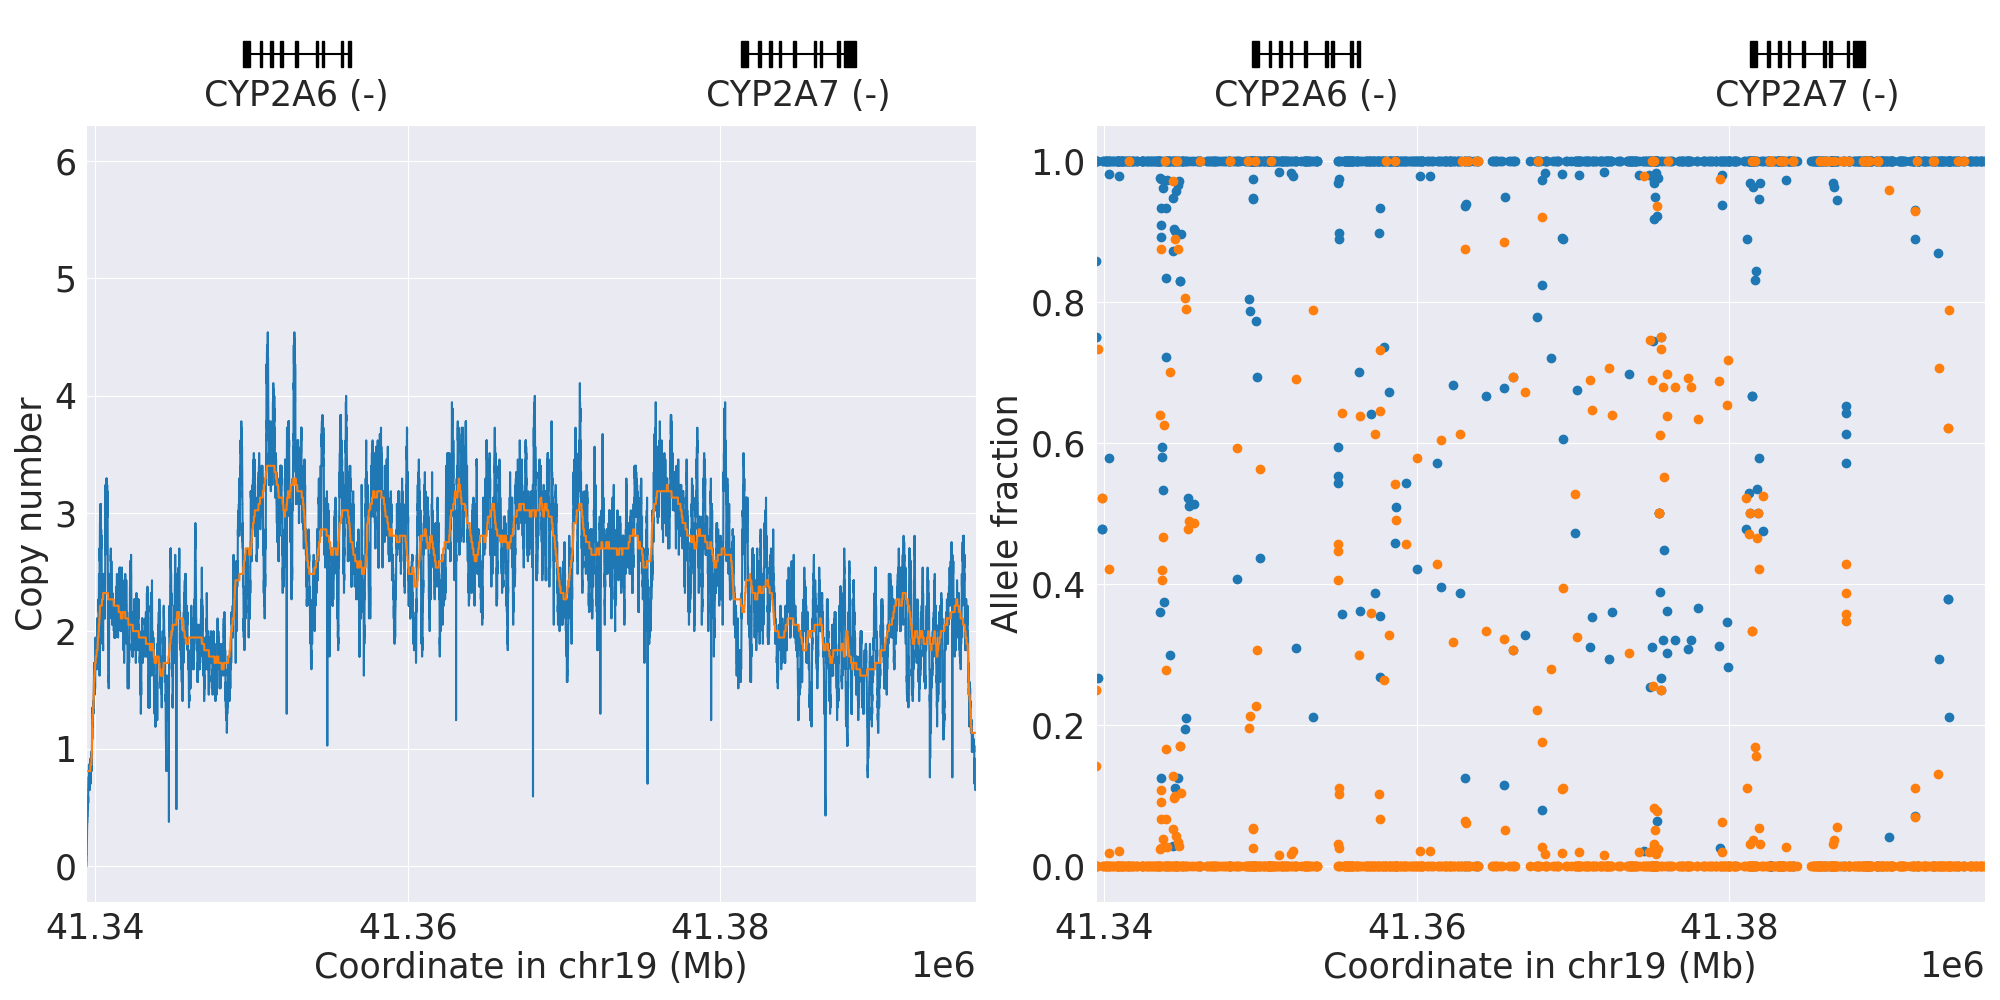 CYP2A6 (-)
CYP2A7 (-)
6
5
4
3
2
1
0
Copy number
41.34
41.36
41.38
Coordinate in chr19 (Mb)
1e6
CYP2A6 (-)
CYP2A7 (-)
1.0
0.8
0.6
0.4
0.2
0.0
Allele fraction
41.34
41.36
41.38
Coordinate in chr19 (Mb)
1e6